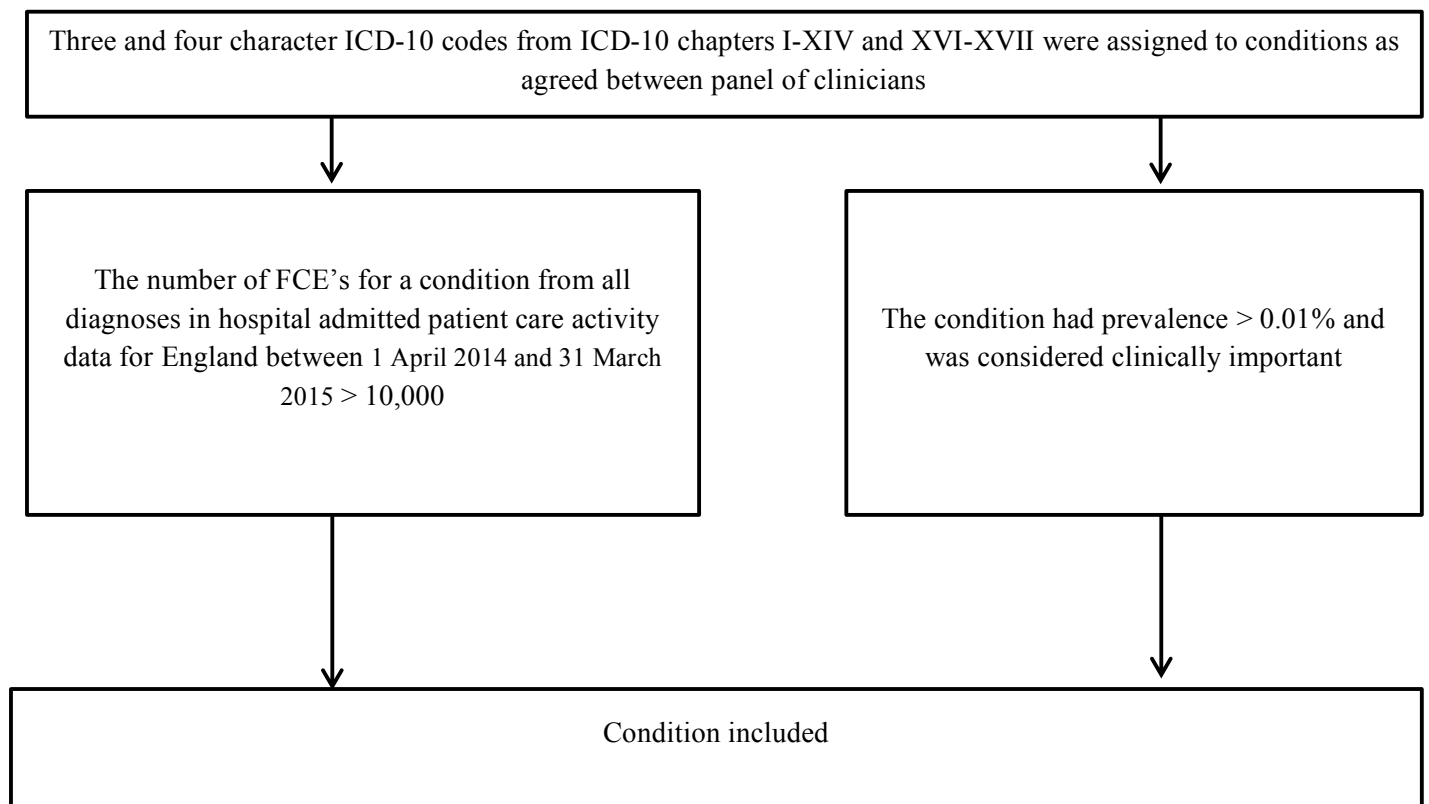 Three and four character ICD-10 codes from ICD-10 chapters I-XIV and XVI-XVII were assigned to conditions as
agreed between panel of clinicians
The number of FCE’s for a condition from all
diagnoses in hospital admitted patient care activity
data for England between 1 April 2014 and 31 March
2015 > 10,000
The condition had prevalence > 0.01% and
was considered clinically important
Condition included